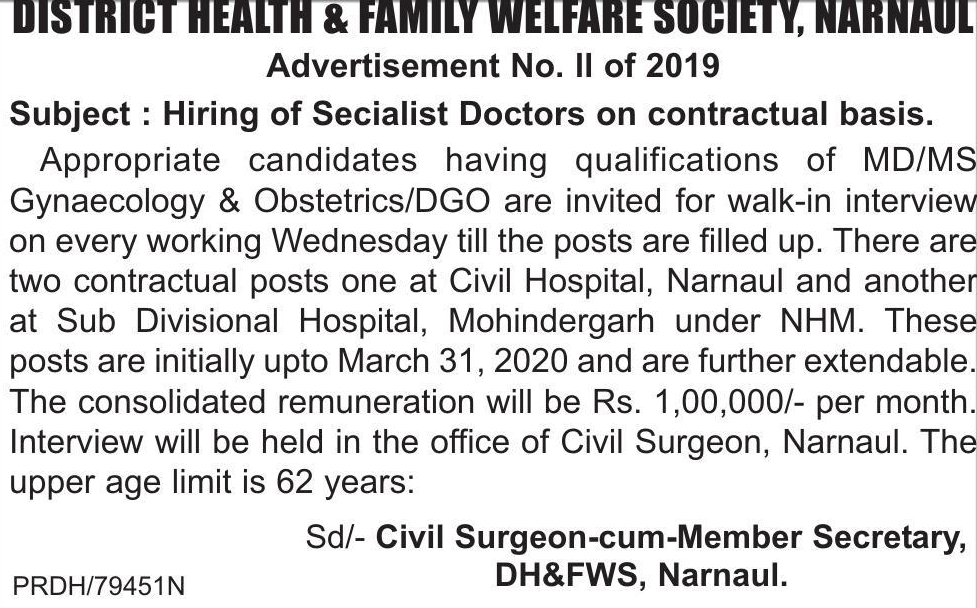 DISTRICT HEALTH & FAMILY WELFARE SOCIETY, NARNAUL
Advertisement No. II of 2019
Subject : Hiring of Secialist Doctors on contractual basis.
Appropriate candidates having qualifications of MD/MS
Gynaecology & Obstetrics/DGO are invited for walk-in interview
on every working Wednesday till the posts are filled up. There are
two contractual posts one at Civil Hospital, Narnaul and another
at Sub Divisional Hospital, Mohindergarh under NHM. These
posts are initially upto March 31, 2020 and are further extendable.
The consolidated remuneration will be Rs. 1,00,000/- per month.
Interview will be held in the office of Civil Surgeon, Narnaul. The
upper age limit is 62 years:
Sd/- Civil Surgeon-cum-Member Secretary,
DH&FWS, Narnaul.
PRDH/79451N